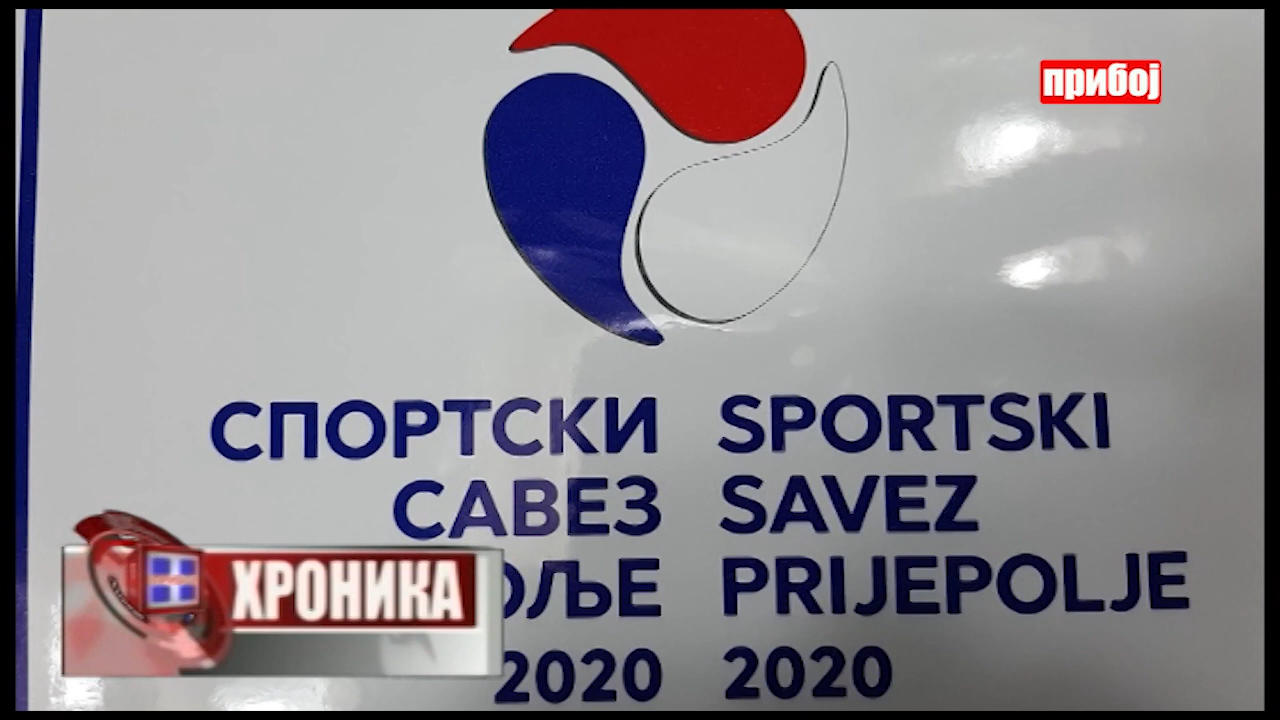 прибој
СПОРТСКИ SPORTSKI
САВЕЗ SAVEZ
PRIJEPOLJE
2020 2020
ХРОНИКА